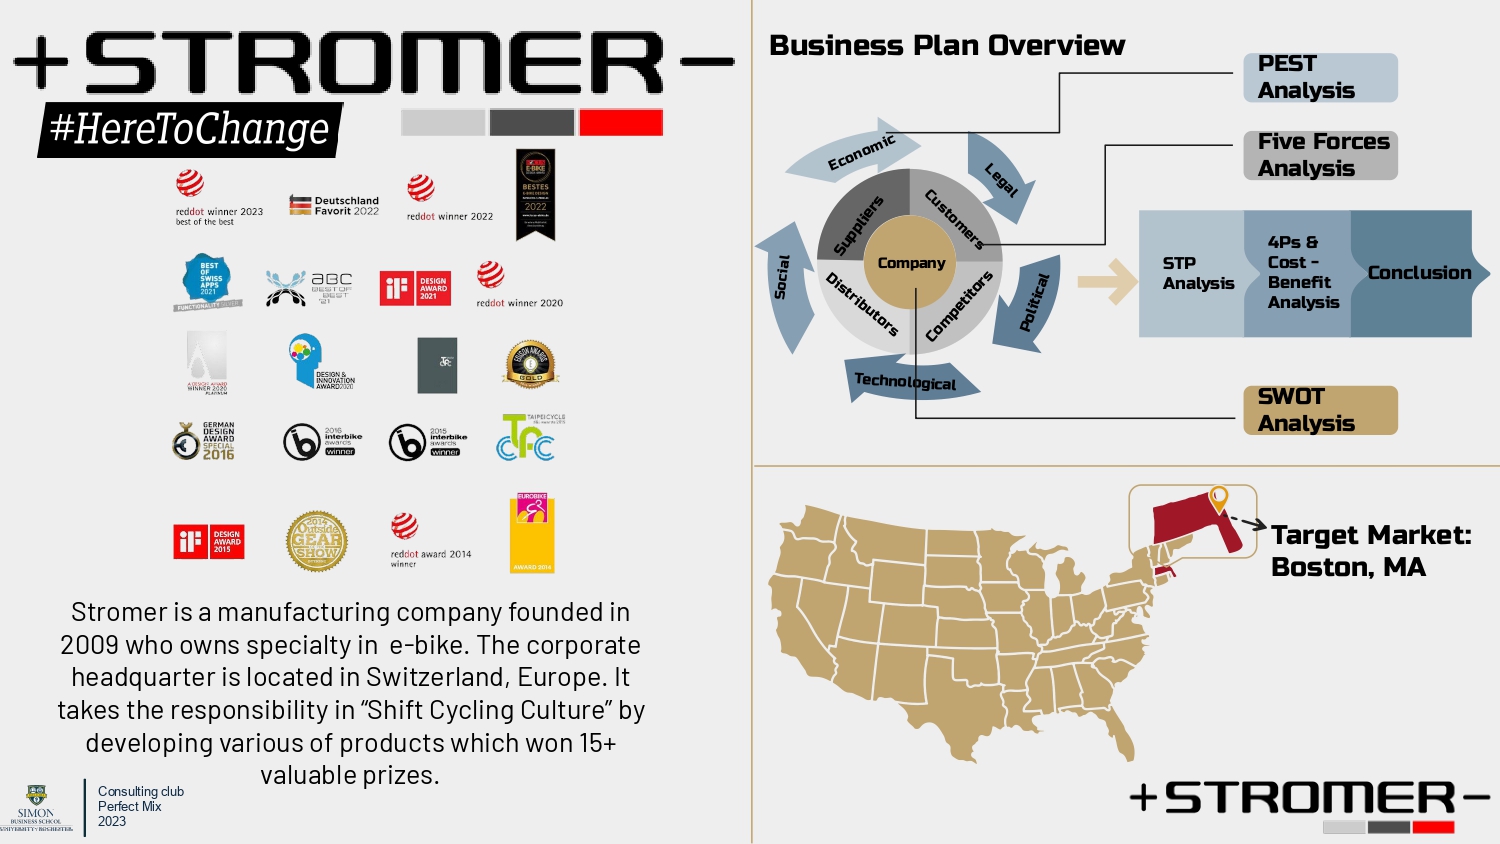 +STROMER-
#HereToChange
reddot winner 2023
best of the best
Deutschland
Favorit 2022
reddot winner 2022
E-BIKE
BESTES
2022
BEST
OF
SWISS
APPS
2021
FUNCTIONALITY
ABC
BEST OF
BEST
'21
iF
DESIGN
AWARD
2021
reddot winner 2020
A' DESIGN AWARD
WINNER 2020
PLATINUM
DESIGN &
INNOVATION
AWARD2020
EDISON AWARDS
GOLD
GERMAN
DESIGN
AWARD
SPECIAL
2016
2016
interbike
awards
winner
2015
interbike
awards
winner
TAIPEI CYCLE
iF
DESIGN
AWARD
2015
2014
Outside
GEAR
OF THE
SHOW
reddot award 2014
winner
EUROBIKE
AWARD 2014
Stromer is a manufacturing company founded in
2009 who owns specialty in  e-bike. The corporate
headquarter is located in Switzerland, Europe. It
takes the responsibility in “Shift Cycling Culture” by
developing various of products which won 15+
valuable prizes.
SIMON
BUSINESS SCHOOL
UNIVERSITY of ROCHESTER
Consulting club
Perfect Mix
2023
Business Plan Overview
PEST
Analysis
Five Forces
Analysis
Economic
Legal
Political
Technological
Social
Suppliers
Customers
Competitors
Distributors
Company
STP
Analysis
4Ps &
Cost -
Benefit
Analysis
Conclusion
SWOT
Analysis
Target Market:
Boston, MA
+STROMER-